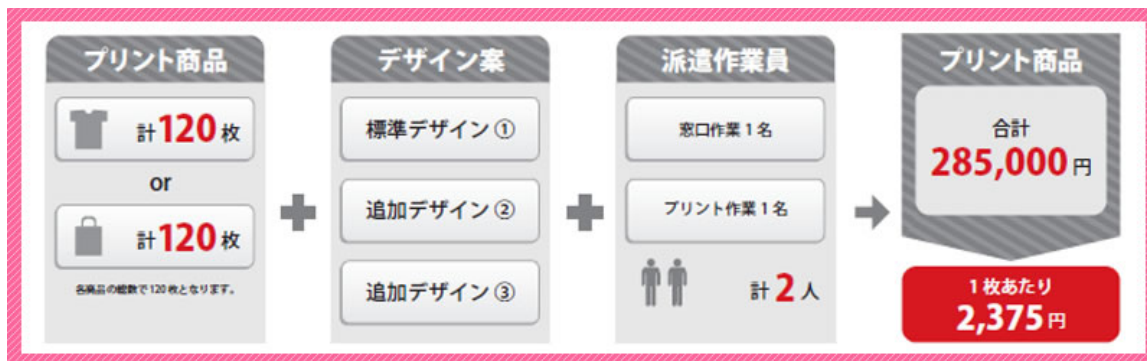 プリント商品
計120枚
or
計120枚
各商品の総数で120枚となります。
デザイン案
標準デザイン①
追加デザイン②
追加デザイン③
派遣作業員
窓口作業1名
プリント作業1名
計2人
プリント商品
合計
285,000円
1枚あたり
2,375円